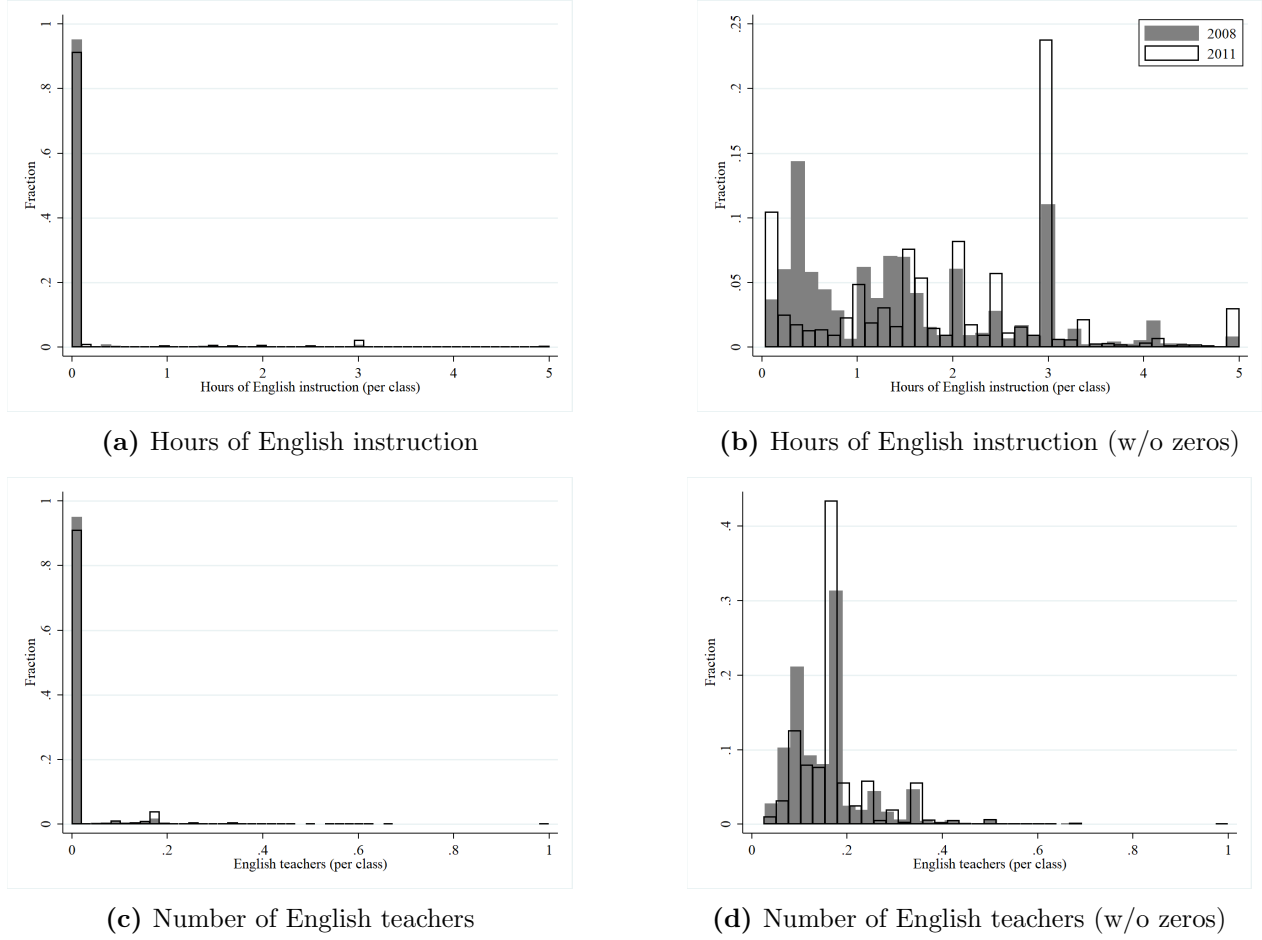 Fraction
0
.2
.4
.6
.8
1
0 1 2 3 4 5
Hours of English instruction (per class)
(a) Hours of English instruction
Fraction
0
.05
.1
.15
.2
.25
2008
2011
0 1 2 3 4 5
Hours of English instruction (per class)
(b) Hours of English instruction (w/o zeros)
Fraction
0
.2
.4
.6
.8
1
0 .2 .4 .6 .8 1
English teachers (per class)
(c) Number of English teachers
Fraction
0
.1
.2
.3
.4
0 .2 .4 .6 .8 1
English teachers (per class)
(d) Number of English teachers (w/o zeros)